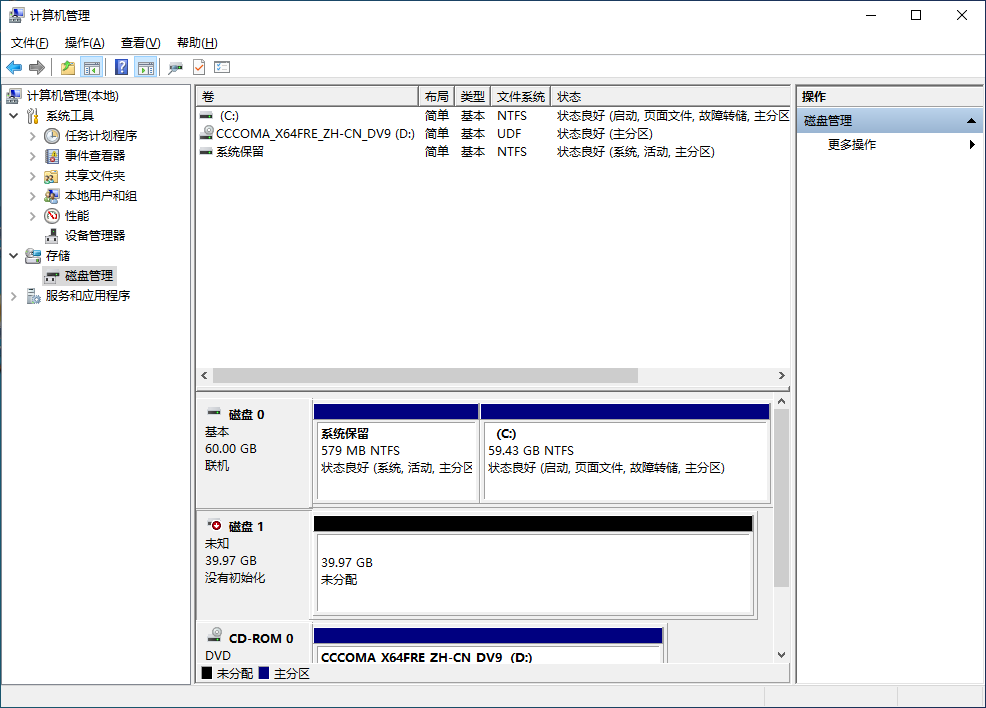 计算机管理
文件(F) 操作(A) 查看(V) 帮助(H)
计算机管理(本地)
系统工具
任务计划程序
事件查看器
共享文件夹
本地用户和组
性能
设备管理器
存储
磁盘管理
服务和应用程序
卷 布局 类型 文件系统 状态
(C:) 简单 基本 NTFS 状态良好 (启动, 页面文件, 故障转储, 主分区
CCCOMA_X64FRE_ZH-CN_DV9 (D:) 简单 基本 UDF 状态良好 (主分区)
系统保留 简单 基本 NTFS 状态良好 (系统, 活动, 主分区)
磁盘 0
基本
60.00 GB
联机
系统保留
579 MB NTFS
状态良好 (系统, 活动, 主分区
(C:)
59.43 GB NTFS
状态良好 (启动, 页面文件, 故障转储, 主分区)
磁盘 1
未知
39.97 GB
没有初始化
39.97 GB
未分配
CD-ROM 0
DVD
CCCOMA_X64FRE_ZH-CN_DV9 (D:)
未分配 主分区
操作
磁盘管理
更多操作